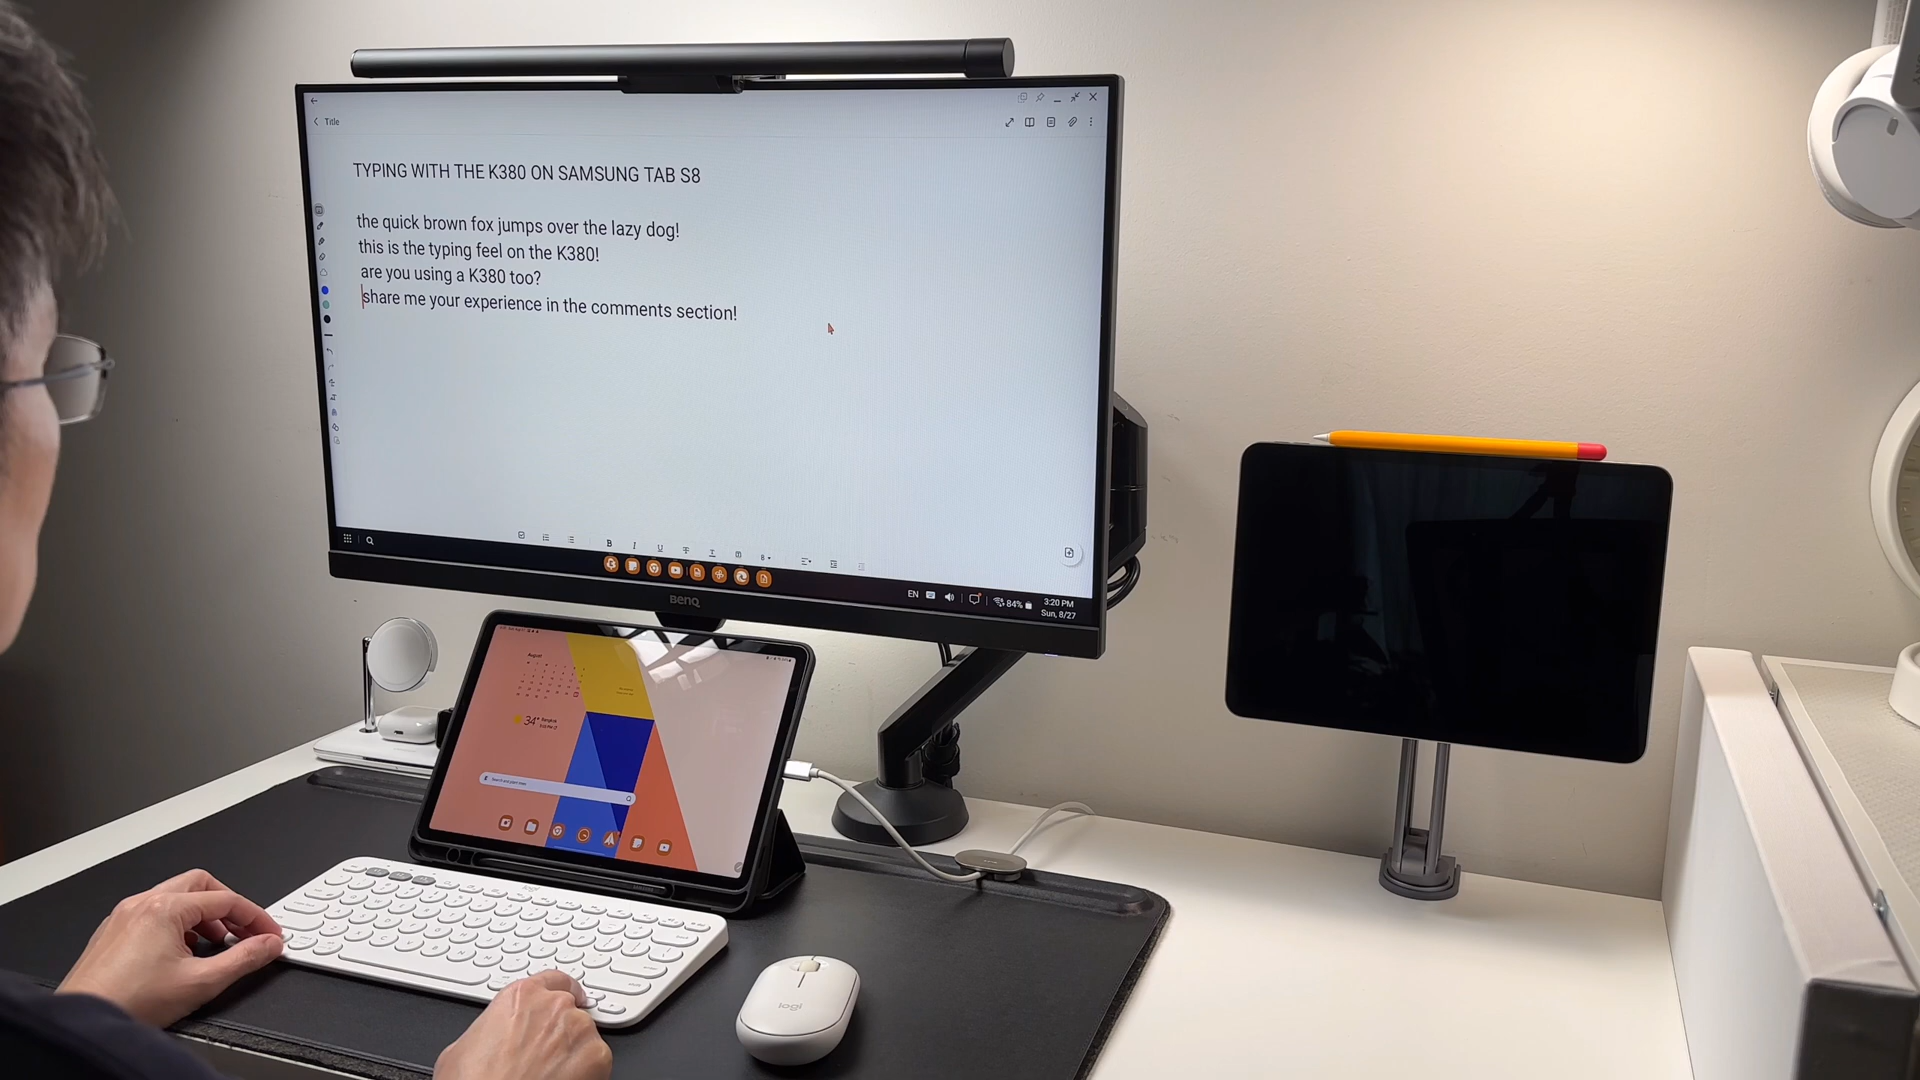 Title
TYPING WITH THE K380 ON SAMSUNG TAB S8
the quick brown fox jumps over the lazy dog!
this is the typing feel on the K380!
are you using a K380 too?
share me your experience in the comments section!
B I U T T
EN 84% 3:20 PM
Sun, 8/27
BenQ
August
34°
logi
logi